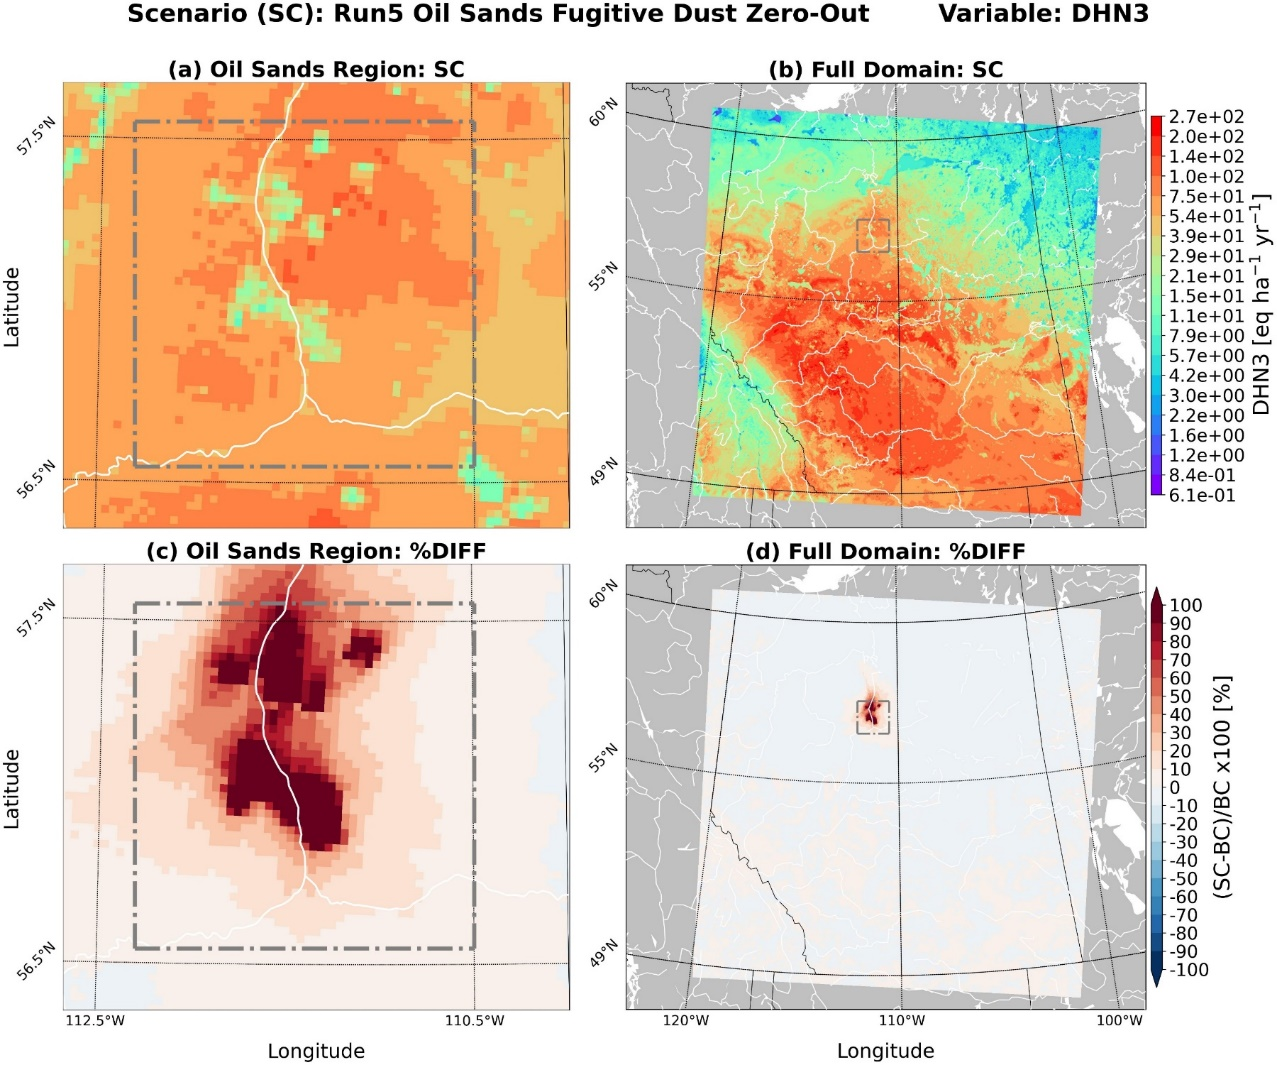 Scenario (SC): Run5 Oil Sands Fugitive Dust Zero-Out Variable: DHN3
(a) Oil Sands Region: SC
57.5°N
56.5°N
Latitude
(b) Full Domain: SC
60°N
55°N
49°N
2.7e+02
2.0e+02
1.4e+02
1.0e+02
7.5e+01
5.4e+01
3.9e+01
2.9e+01
2.1e+01
1.5e+01
1.1e+01
7.9e+00
5.7e+00
4.2e+00
3.0e+00
2.2e+00
1.6e+00
1.2e+00
8.4e-01
6.1e-01
DHN3 [eq ha⁻¹ yr⁻¹]
(c) Oil Sands Region: %DIFF
57.5°N
56.5°N
Latitude
112.5°W 110.5°W
Longitude
(d) Full Domain: %DIFF
60°N
55°N
49°N
120°W 110°W 100°W
Longitude
100
90
80
70
60
50
40
30
20
10
0
-10
-20
-30
-40
-50
-60
-70
-80
-90
-100
(SC-BC)/BC x100 [%]